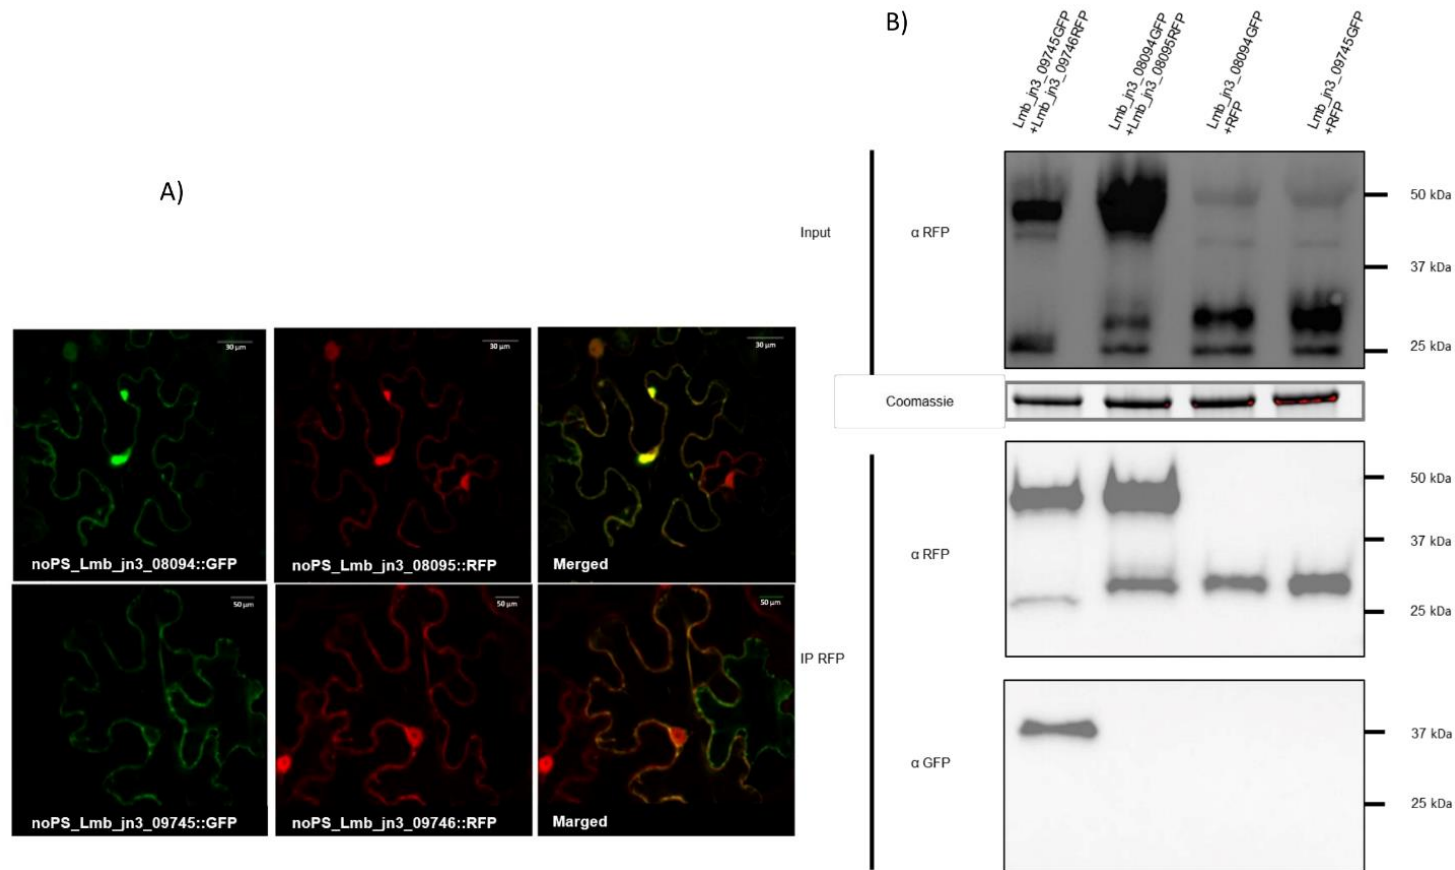 A)
30 µm
30 µm
30 µm
noPS_Lmb_jn3_08094::GFP
noPS_Lmb_jn3_08095::RFP
Merged
50 µm
50 µm
50 µm
noPS_Lmb_jn3_09745::GFP
noPS_Lmb_jn3_09746::RFP
Marged
B)
Lmb_jn3_09745GFP
+Lmb_jn3_09746RFP
Lmb_jn3_08094GFP
+Lmb_jn3_08095RFP
Lmb_jn3_08094GFP
+RFP
Lmb_jn3_09745GFP
+RFP
Input
α RFP
50 kDa
37 kDa
25 kDa
Coomassie
IP RFP
α RFP
50 kDa
37 kDa
25 kDa
α GFP
37 kDa
25 kDa